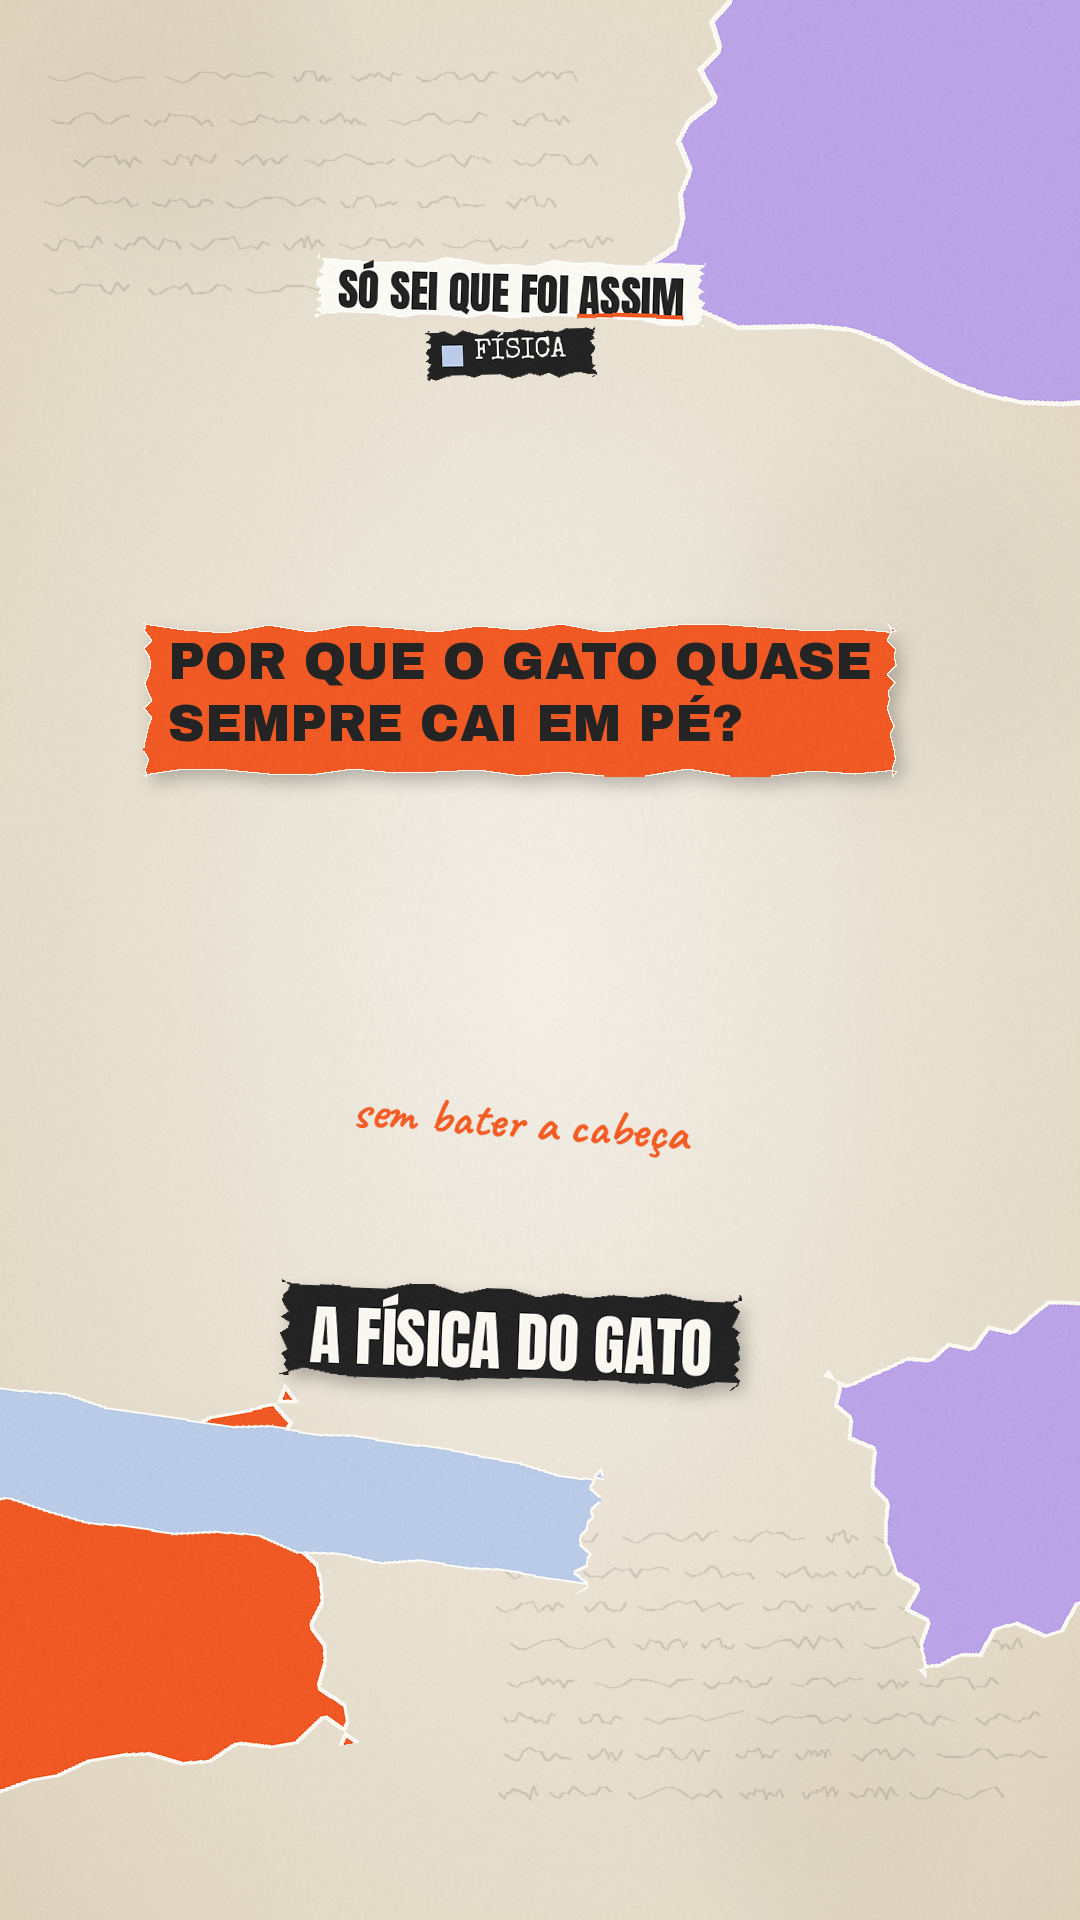 SÓ SEI QUE FOI ASSIM
FÍSICA
POR QUE O GATO QUASE
SEMPRE CAI EM PÉ?
sem bater a cabeça
A FÍSICA DO GATO